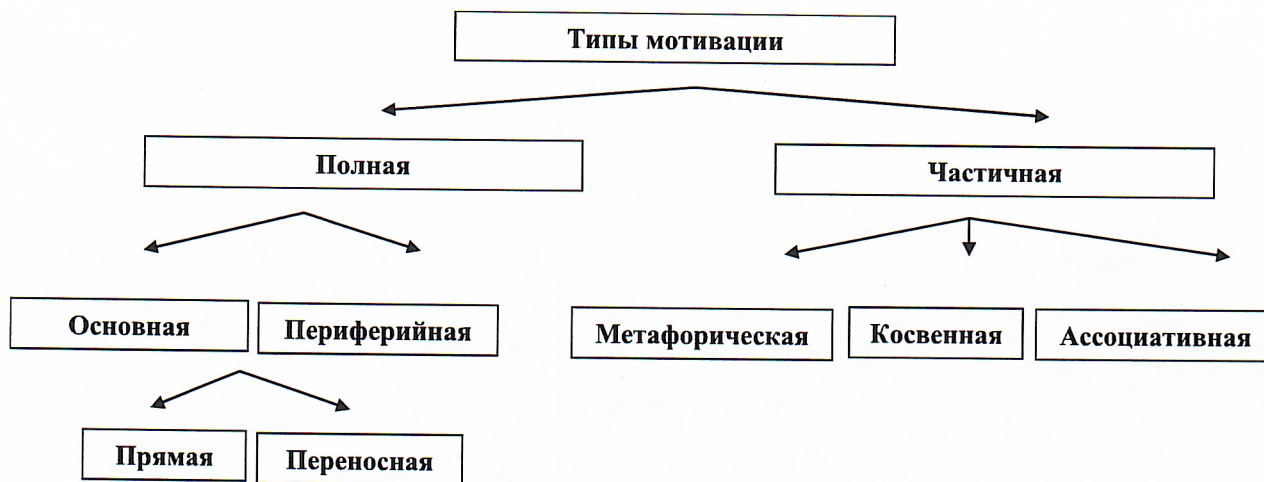 Типы мотивации
Полная
Частичная
Основная
Периферийная
Метафорическая
Косвенная
Ассоциативная
Прямая
Переносная